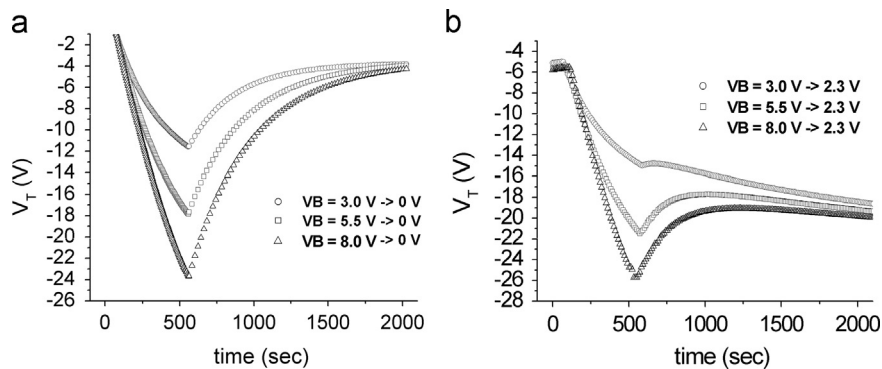 a
-2
-4
-6
-8
-10
-12
-14
-16
-18
-20
-22
-24
-26
V_T (V)
VB = 3.0 V -> 0 V
VB = 5.5 V -> 0 V
VB = 8.0 V -> 0 V
0 500 1000 1500 2000
time (sec)
b
-4
-6
-8
-10
-12
-14
-16
-18
-20
-22
-24
-26
-28
V_T (V)
VB = 3.0 V -> 2.3 V
VB = 5.5 V -> 2.3 V
VB = 8.0 V -> 2.3 V
0 500 1000 1500 2000
time (sec)